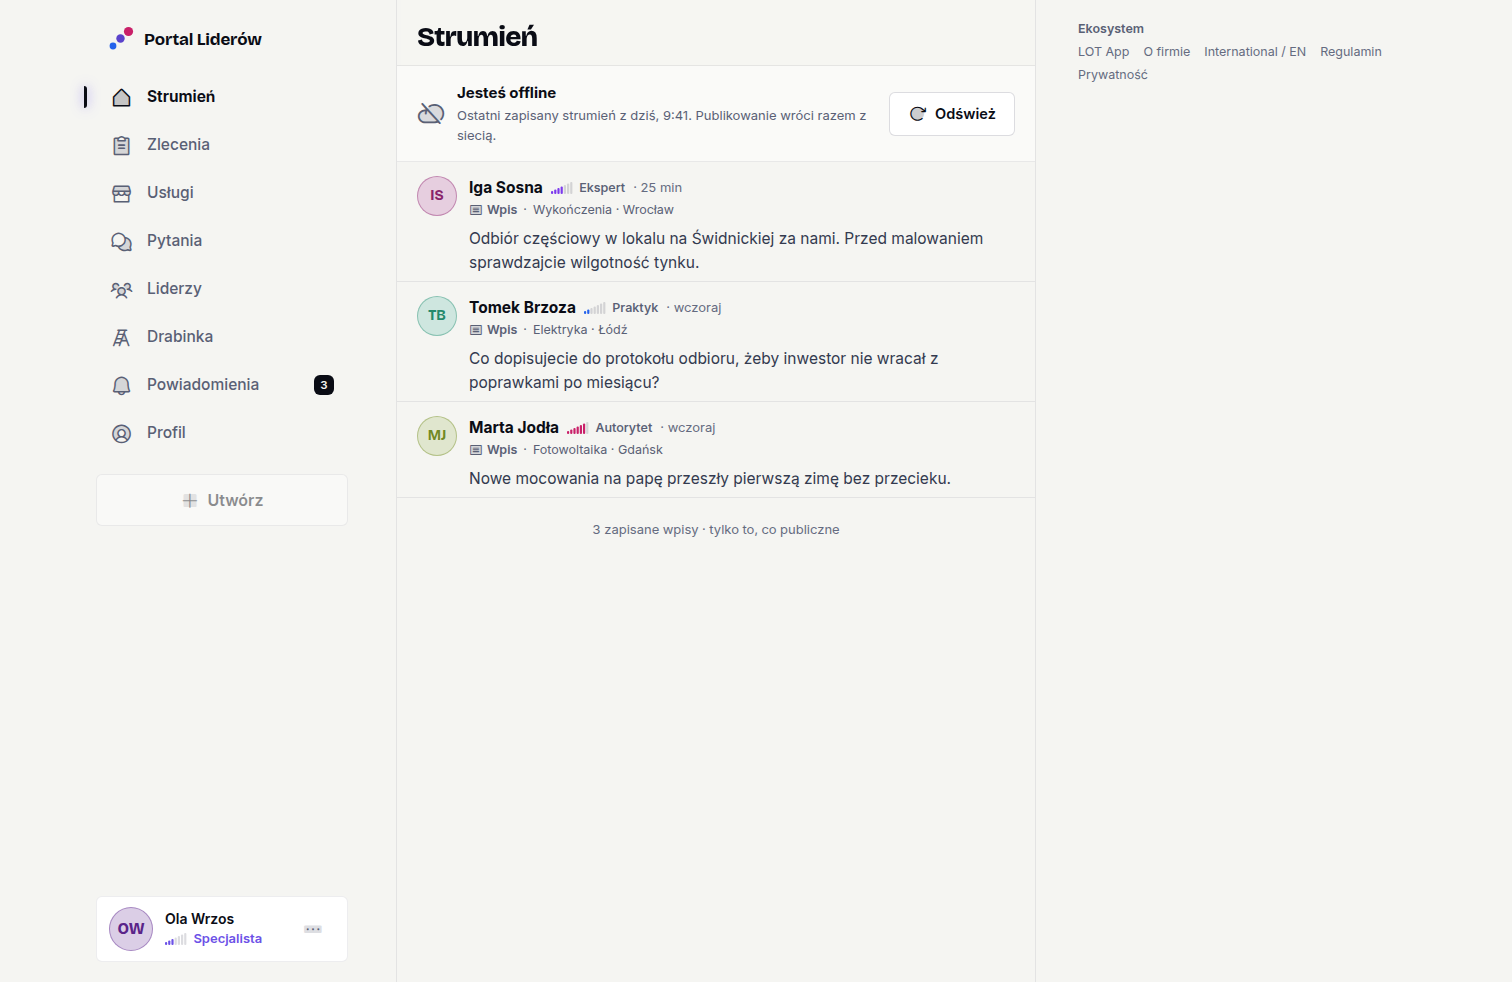 Portal Liderów
Strumień
Zlecenia
Usługi
Pytania
Liderzy
Drabinka
Powiadomienia 3
Profil
Utwórz
OW
Ola Wrzos
Specjalista
Strumień
Jesteś offline
Ostatni zapisany strumień z dziś, 9:41. Publikowanie wróci razem z
siecią.
Odśwież
IS
Iga Sosna Ekspert · 25 min
Wpis · Wykończenia · Wrocław
Odbiór częściowy w lokalu na Świdnickiej za nami. Przed malowaniem
sprawdzajcie wilgotność tynku.
TB
Tomek Brzoza Praktyk · wczoraj
Wpis · Elektryka · Łódź
Co dopisujecie do protokołu odbioru, żeby inwestor nie wracał z
poprawkami po miesiącu?
MJ
Marta Jodła Autorytet · wczoraj
Wpis · Fotowoltaika · Gdańsk
Nowe mocowania na papę przeszły pierwszą zimę bez przecieku.
3 zapisane wpisy · tylko to, co publiczne
Ekosystem
LOT App O firmie International / EN Regulamin
Prywatność